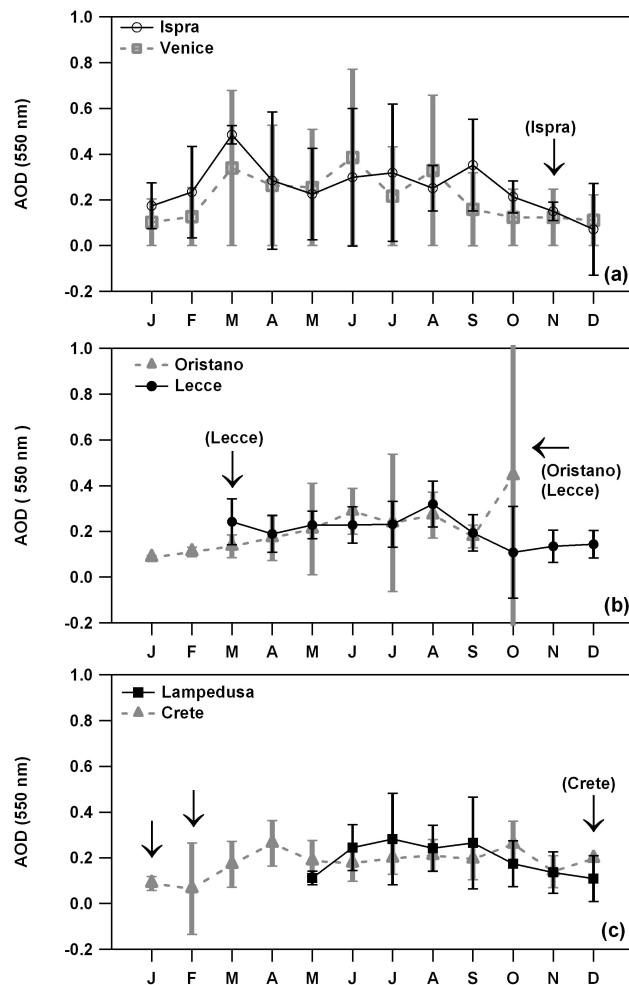 1.0
Ispra
Venice
0.8
0.6
(Ispra)
0.4
0.2
0.0
-0.2
AOD (550 nm)
(a)
J F M A M J J A S O N D
1.0
Oristano
Lecce
0.8
(Lecce)
0.6
(Oristano)
(Lecce)
0.4
0.2
0.0
-0.2
AOD ( 550 nm )
(b)
J F M A M J J A S O N D
1.0
Lampedusa
Crete
0.8
0.6
(Crete)
0.4
0.2
0.0
-0.2
AOD (550 nm)
(c)
J F M A M J J A S O N D